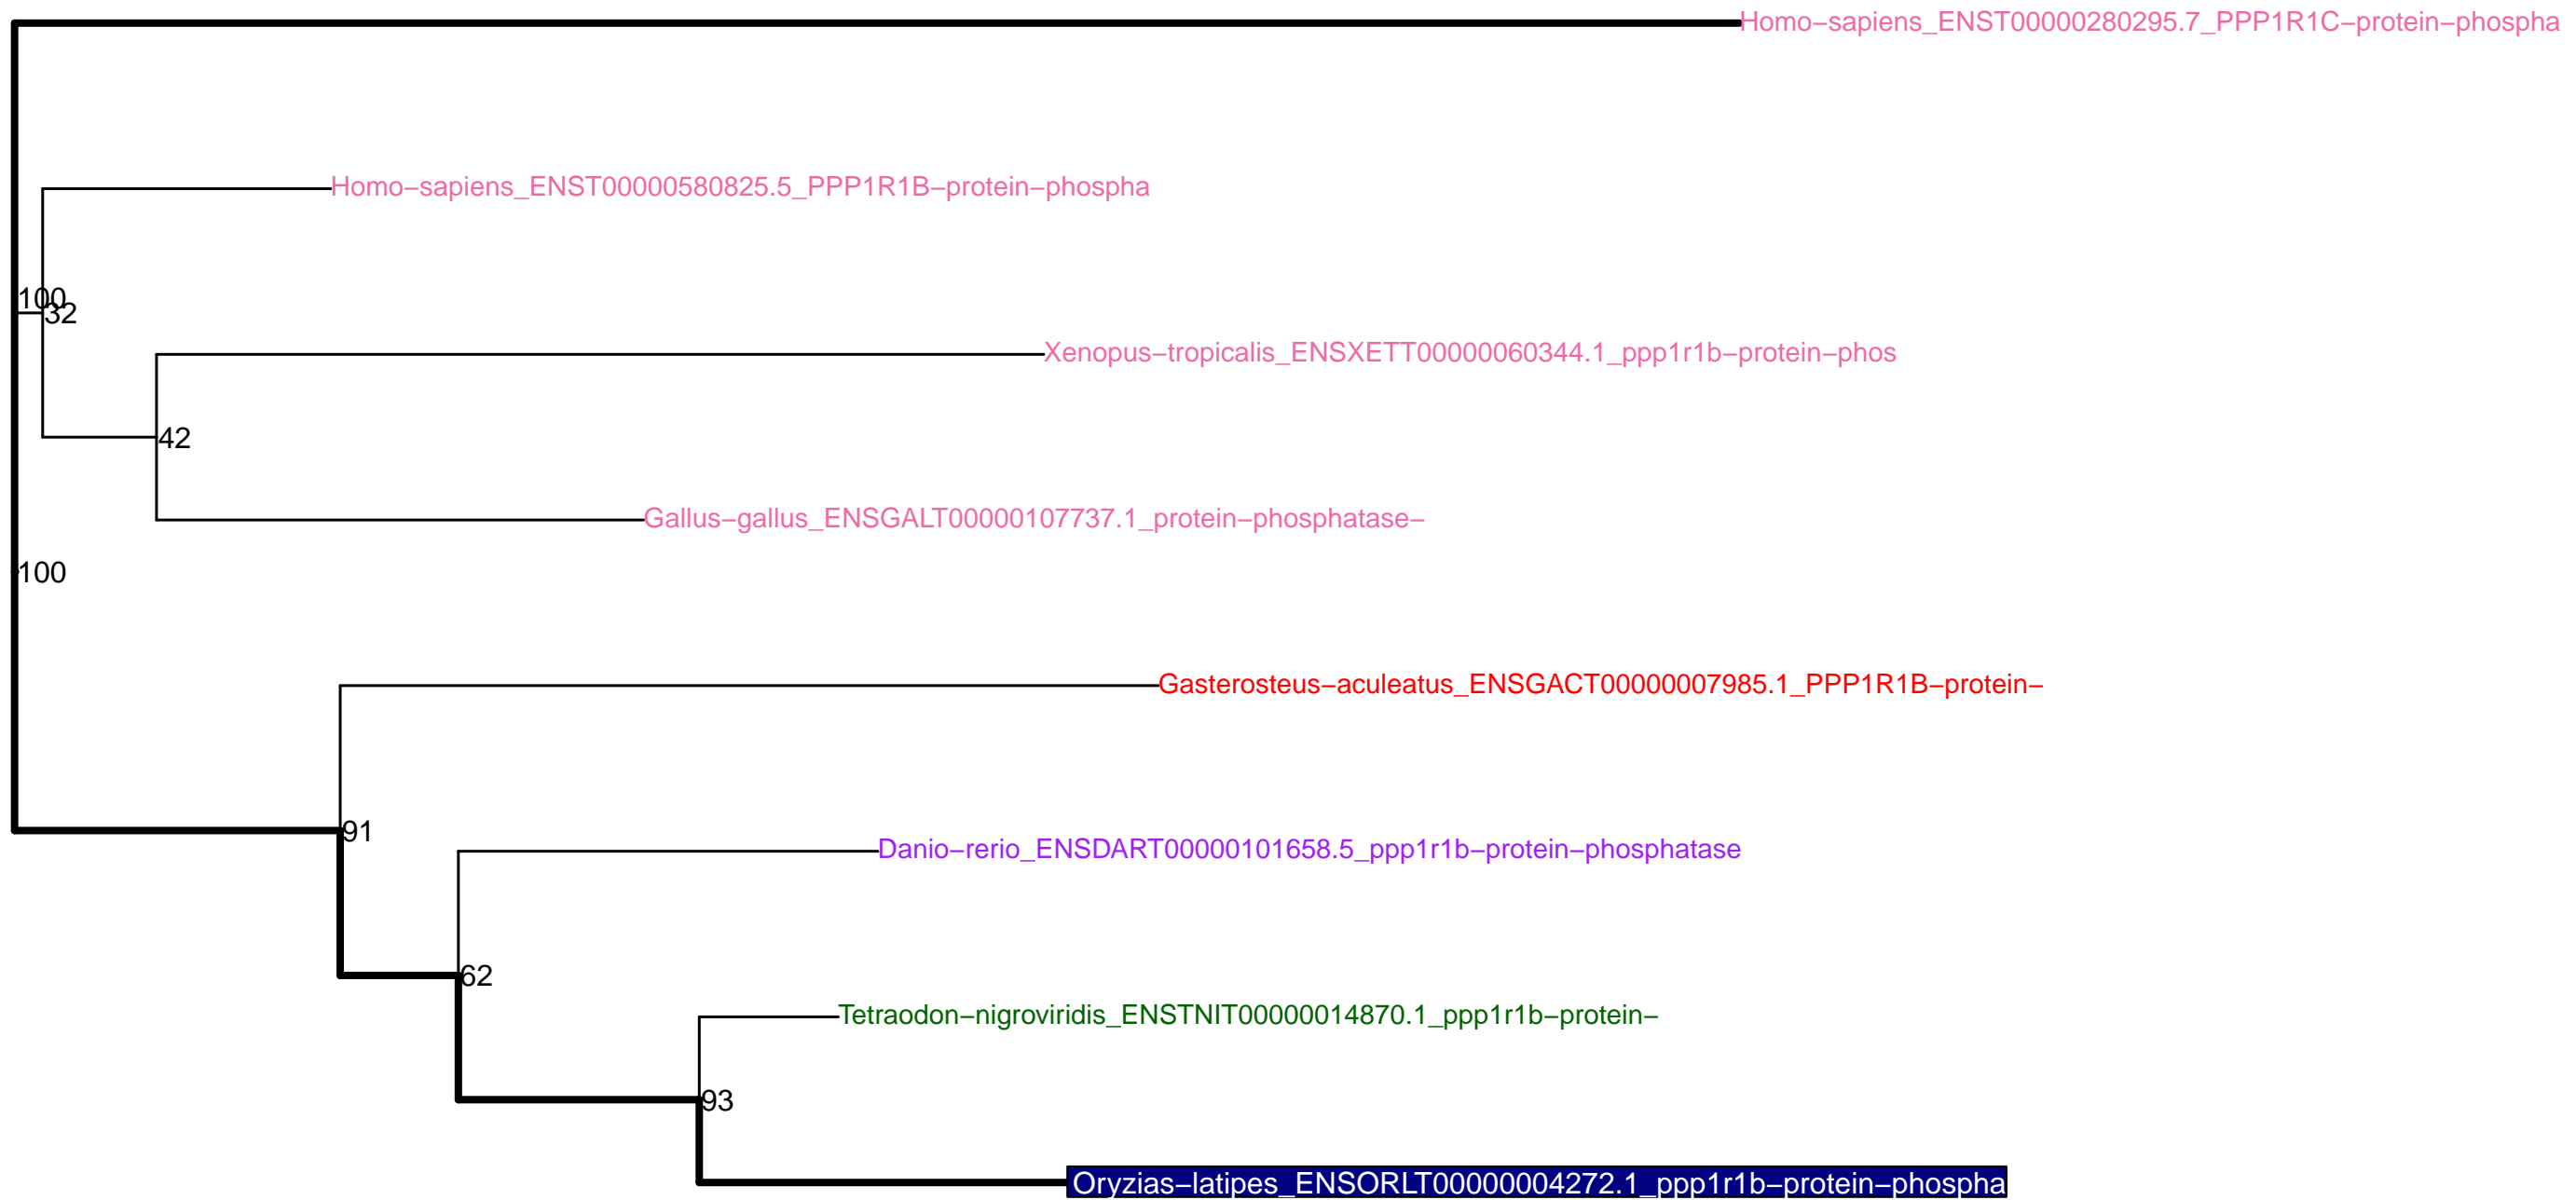 Homo−sapiens_ENST00000280295.7_PPP1R1C−protein−phospha
Homo−sapiens_ENST00000580825.5_PPP1R1B−protein−phospha
100
32
Xenopus−tropicalis_ENSXETT00000060344.1_ppp1r1b−protein−phos
42
Gallus−gallus_ENSGALT00000107737.1_protein−phosphatase−
100
Gasterosteus−aculeatus_ENSGACT00000007985.1_PPP1R1B−protein−
91
Danio−rerio_ENSDART00000101658.5_ppp1r1b−protein−phosphatase
62
Tetraodon−nigroviridis_ENSTNIT00000014870.1_ppp1r1b−protein−
93
Oryzias−latipes_ENSORLT00000004272.1_ppp1r1b−protein−phospha